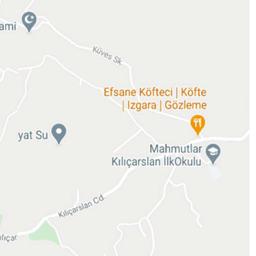 ami
Küves Sk.
Efsane Köfteci | Köfte
| Izgara | Gözleme
yat Su
Mahmutlar
Kılıçarslan İlkOkulu
Kılıçarslan Cd.
ılıçar